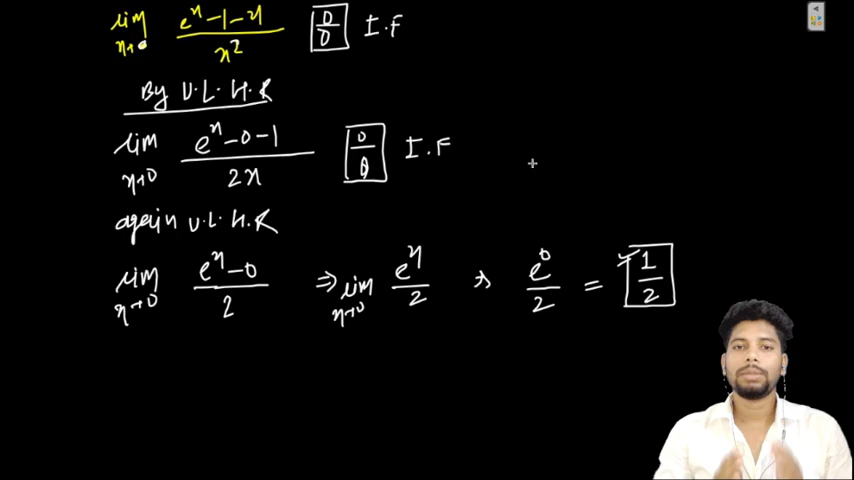 lim x→0 e^x-1-x / x^2 [0/0] I.F
By U.L.H.R
lim x→0 e^x-0-1 / 2x [0/0] I.F
again U.L.H.R
lim x→0 e^x-0 / 2 ⇒ lim x→0 e^x / 2 ⇒ e^0 / 2 = 1/2